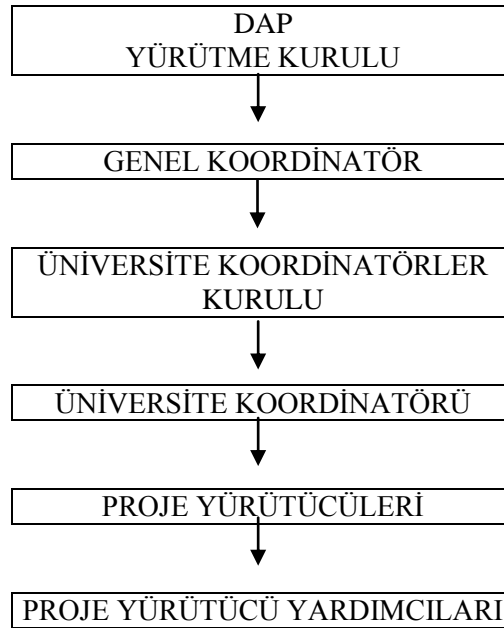 DAP
YÜRÜTME KURULU
GENEL KOORDİNATÖR
ÜNİVERSİTE KOORDİNATÖRLER
KURULU
ÜNİVERSİTE KOORDİNATÖRÜ
PROJE YÜRÜTÜCÜLERİ
PROJE YÜRÜTÜCÜ YARDIMCILARI